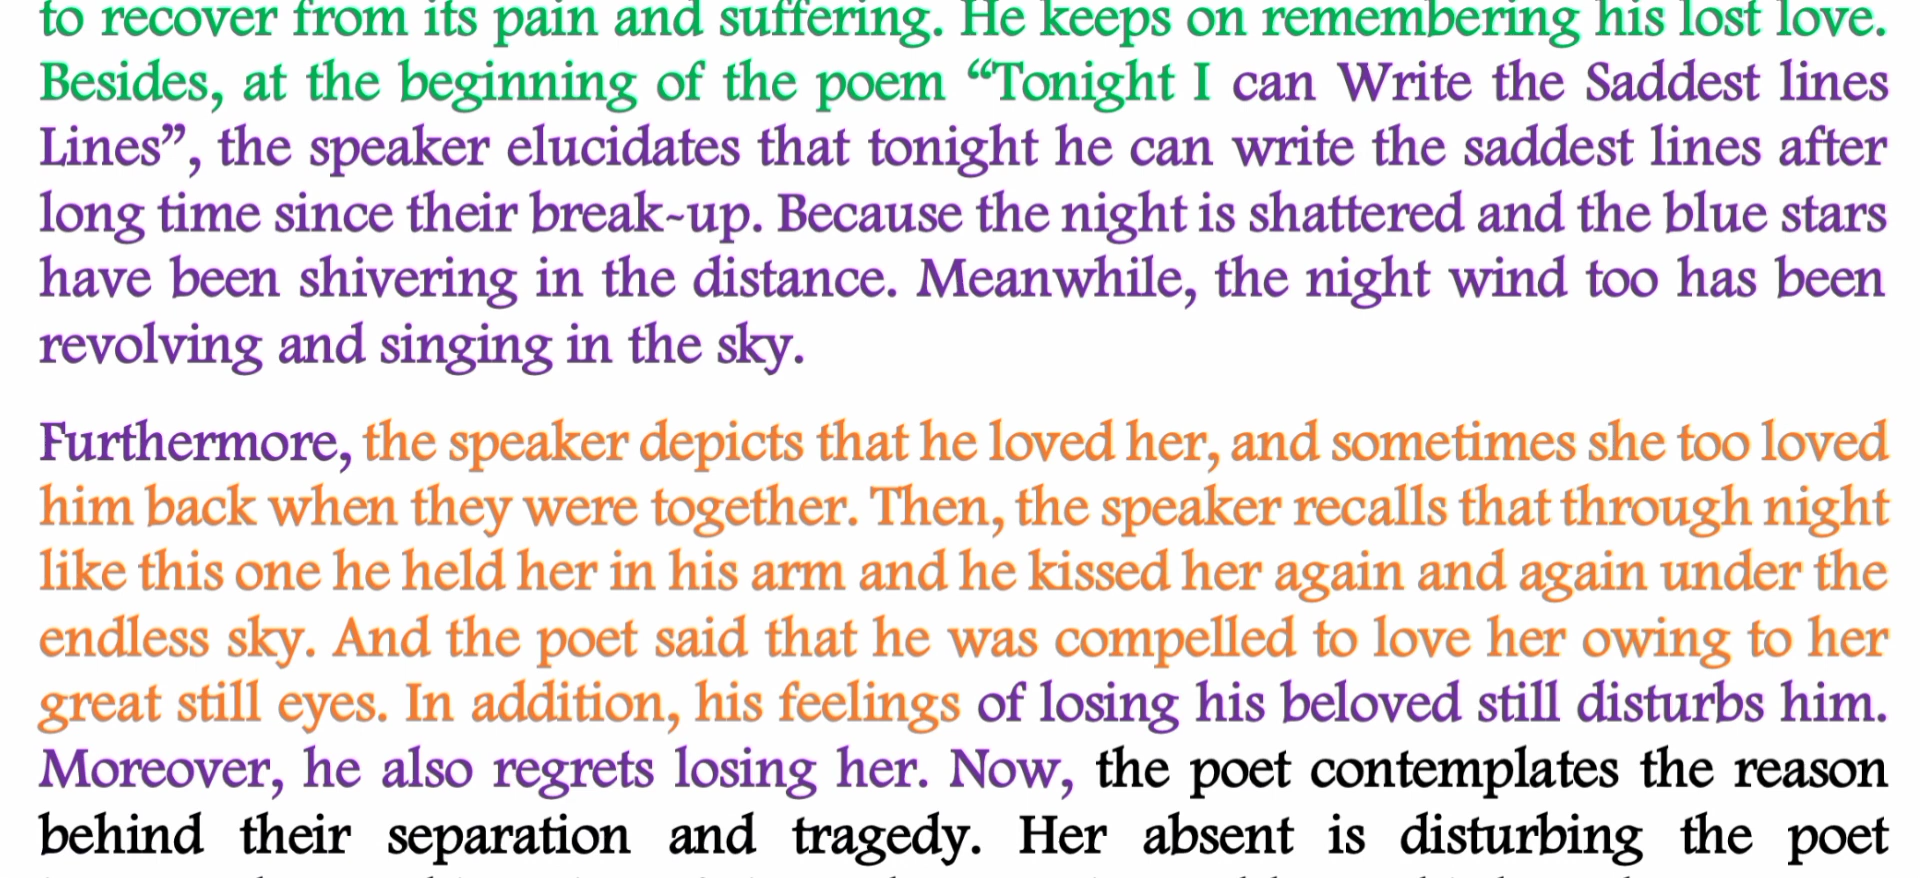 to recover from its pain and suffering. He keeps on remembering his lost love.
Besides, at the beginning of the poem “Tonight I can Write the Saddest lines
Lines”, the speaker elucidates that tonight he can write the saddest lines after
long time since their break-up. Because the night is shattered and the blue stars
have been shivering in the distance. Meanwhile, the night wind too has been
revolving and singing in the sky.
Furthermore, the speaker depicts that he loved her, and sometimes she too loved
him back when they were together. Then, the speaker recalls that through night
like this one he held her in his arm and he kissed her again and again under the
endless sky. And the poet said that he was compelled to love her owing to her
great still eyes. In addition, his feelings of losing his beloved still disturbs him.
Moreover, he also regrets losing her. Now, the poet contemplates the reason
behind their separation and tragedy. Her absent is disturbing the poet